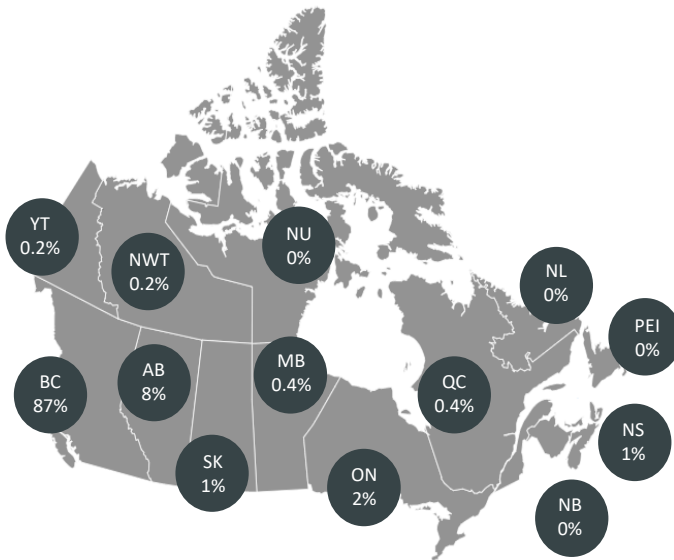 YT
0.2%
NWT
0.2%
NU
0%
NL
0%
PEI
0%
BC
87%
AB
8%
MB
0.4%
QC
0.4%
SK
1%
ON
2%
NS
1%
NB
0%